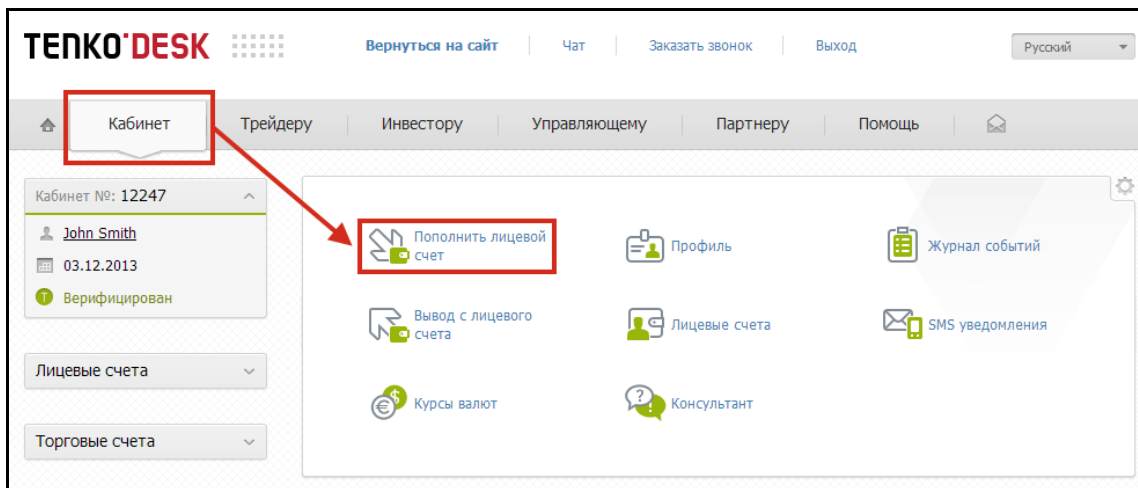 TENKO'DESK
Вернуться на сайт
Чат
Заказать звонок
Выход
Русский
Кабинет
Трейдеру
Инвестору
Управляющему
Партнеру
Помощь
Кабинет №: 12247
John Smith
03.12.2013
T Верифицирован
Лицевые счета
Торговые счета
Пополнить лицевой
счет
Профиль
Журнал событий
Вывод с лицевого
счета
Лицевые счета
SMS уведомления
Курсы валют
Консультант